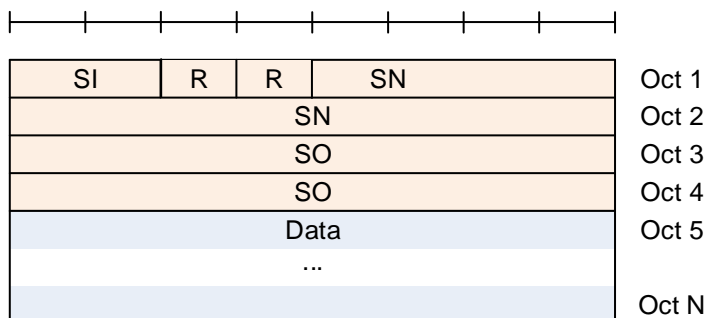 SI R R SN Oct 1
SN Oct 2
SO Oct 3
SO Oct 4
Data Oct 5
...
Oct N